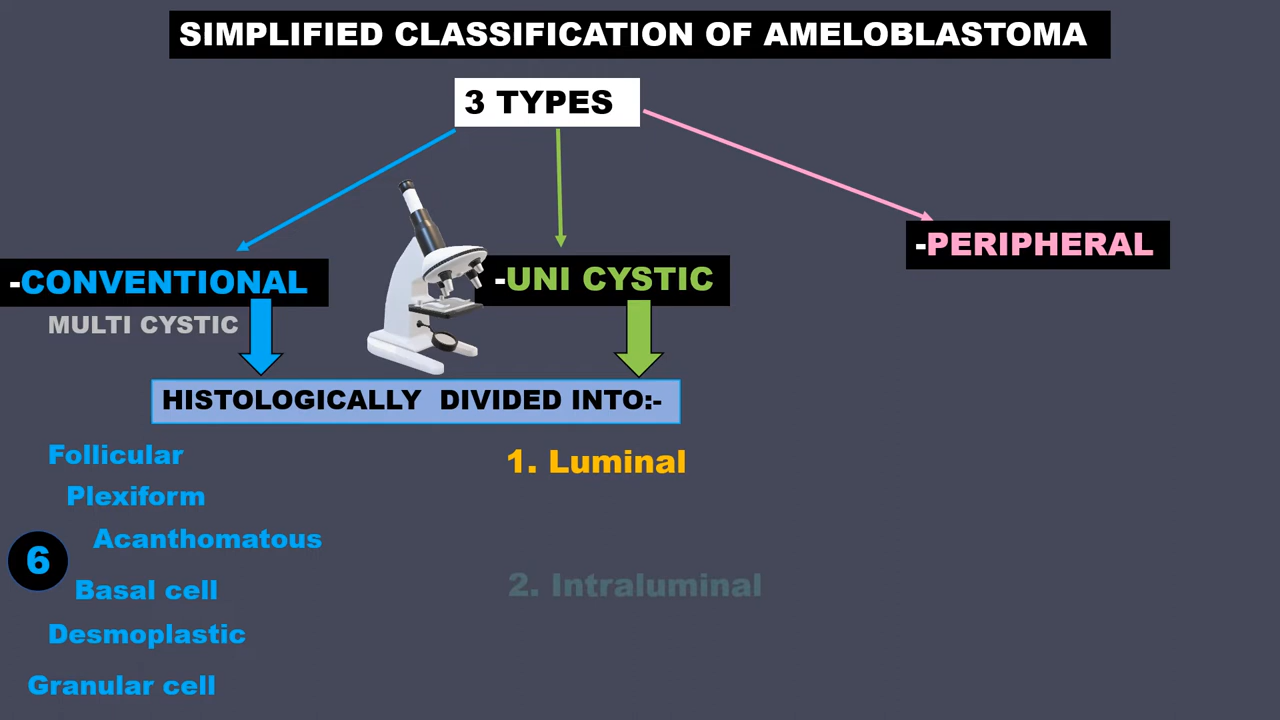 SIMPLIFIED CLASSIFICATION OF AMELOBLASTOMA
3 TYPES
-CONVENTIONAL
MULTI CYSTIC
-UNI CYSTIC
-PERIPHERAL
HISTOLOGICALLY DIVIDED INTO:-
6
Follicular
Plexiform
Acanthomatous
Basal cell
Desmoplastic
Granular cell
1. Luminal
2. Intraluminal